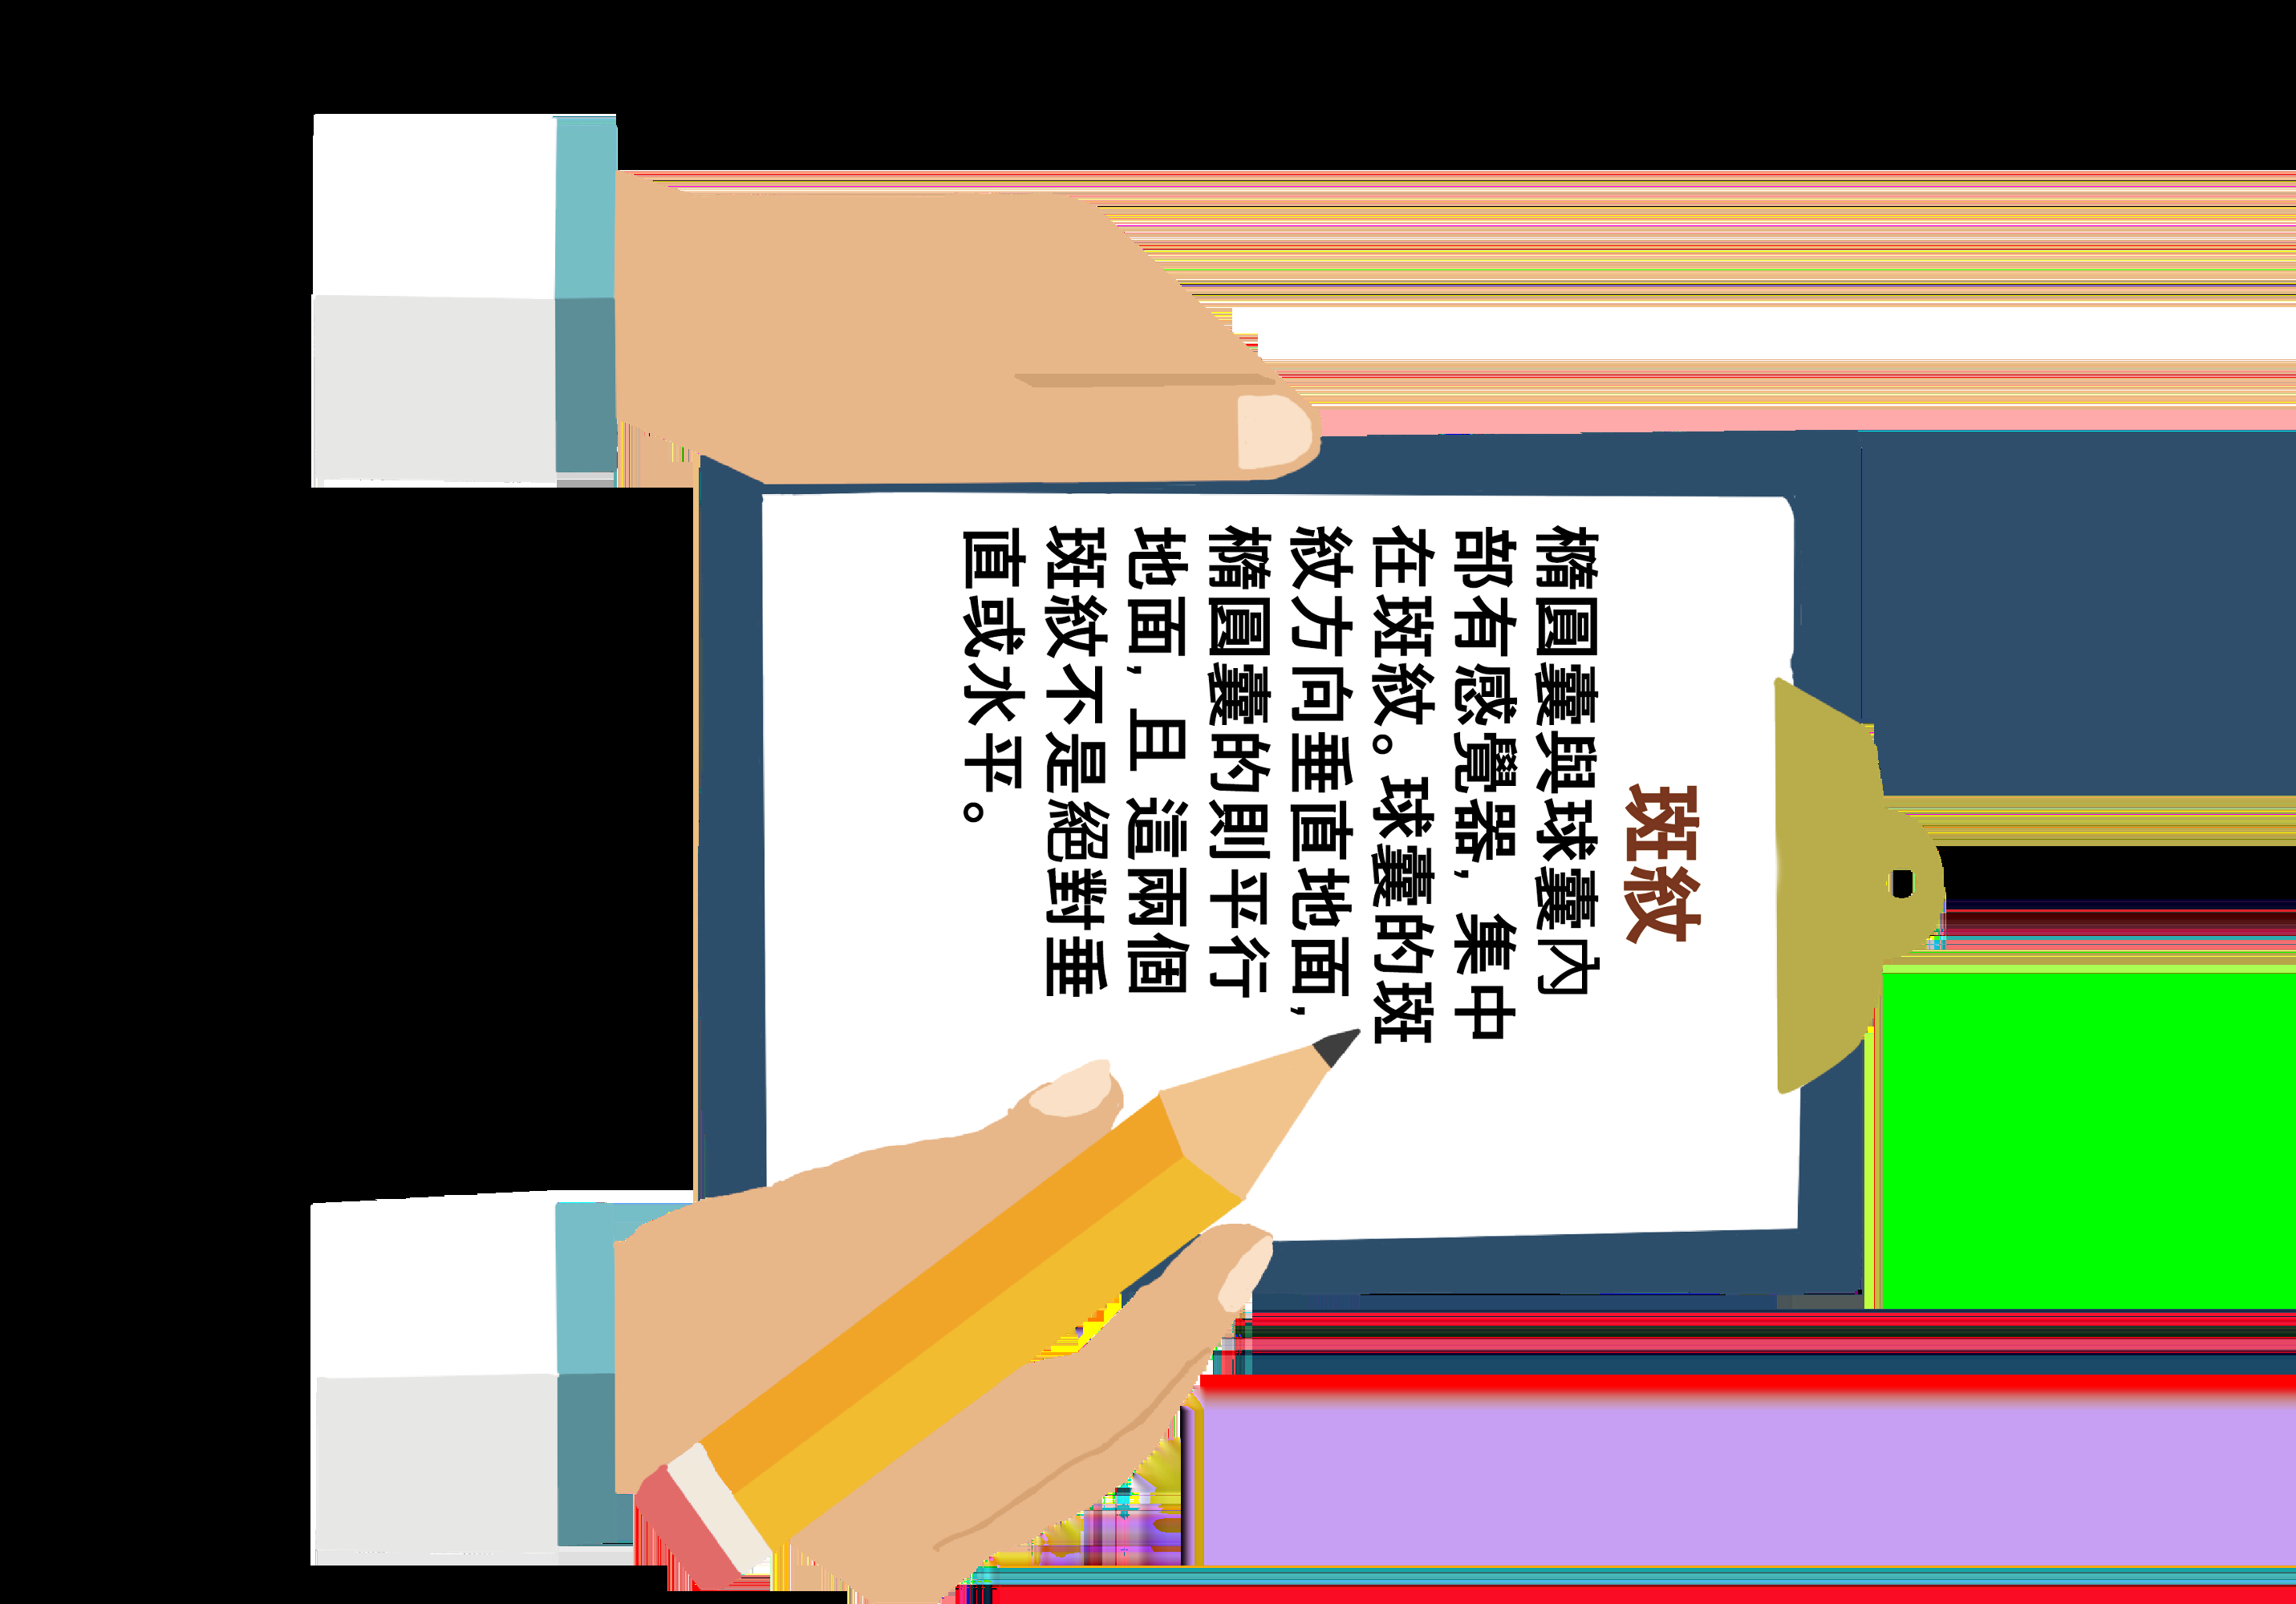 斑紋
橢圓囊與球囊內
部有感覺器，集中
在斑紋。球囊的斑
紋方向垂直地面，
橢圓囊的則平行
地面，且 這兩個
斑紋不是絕對垂
直或水平。